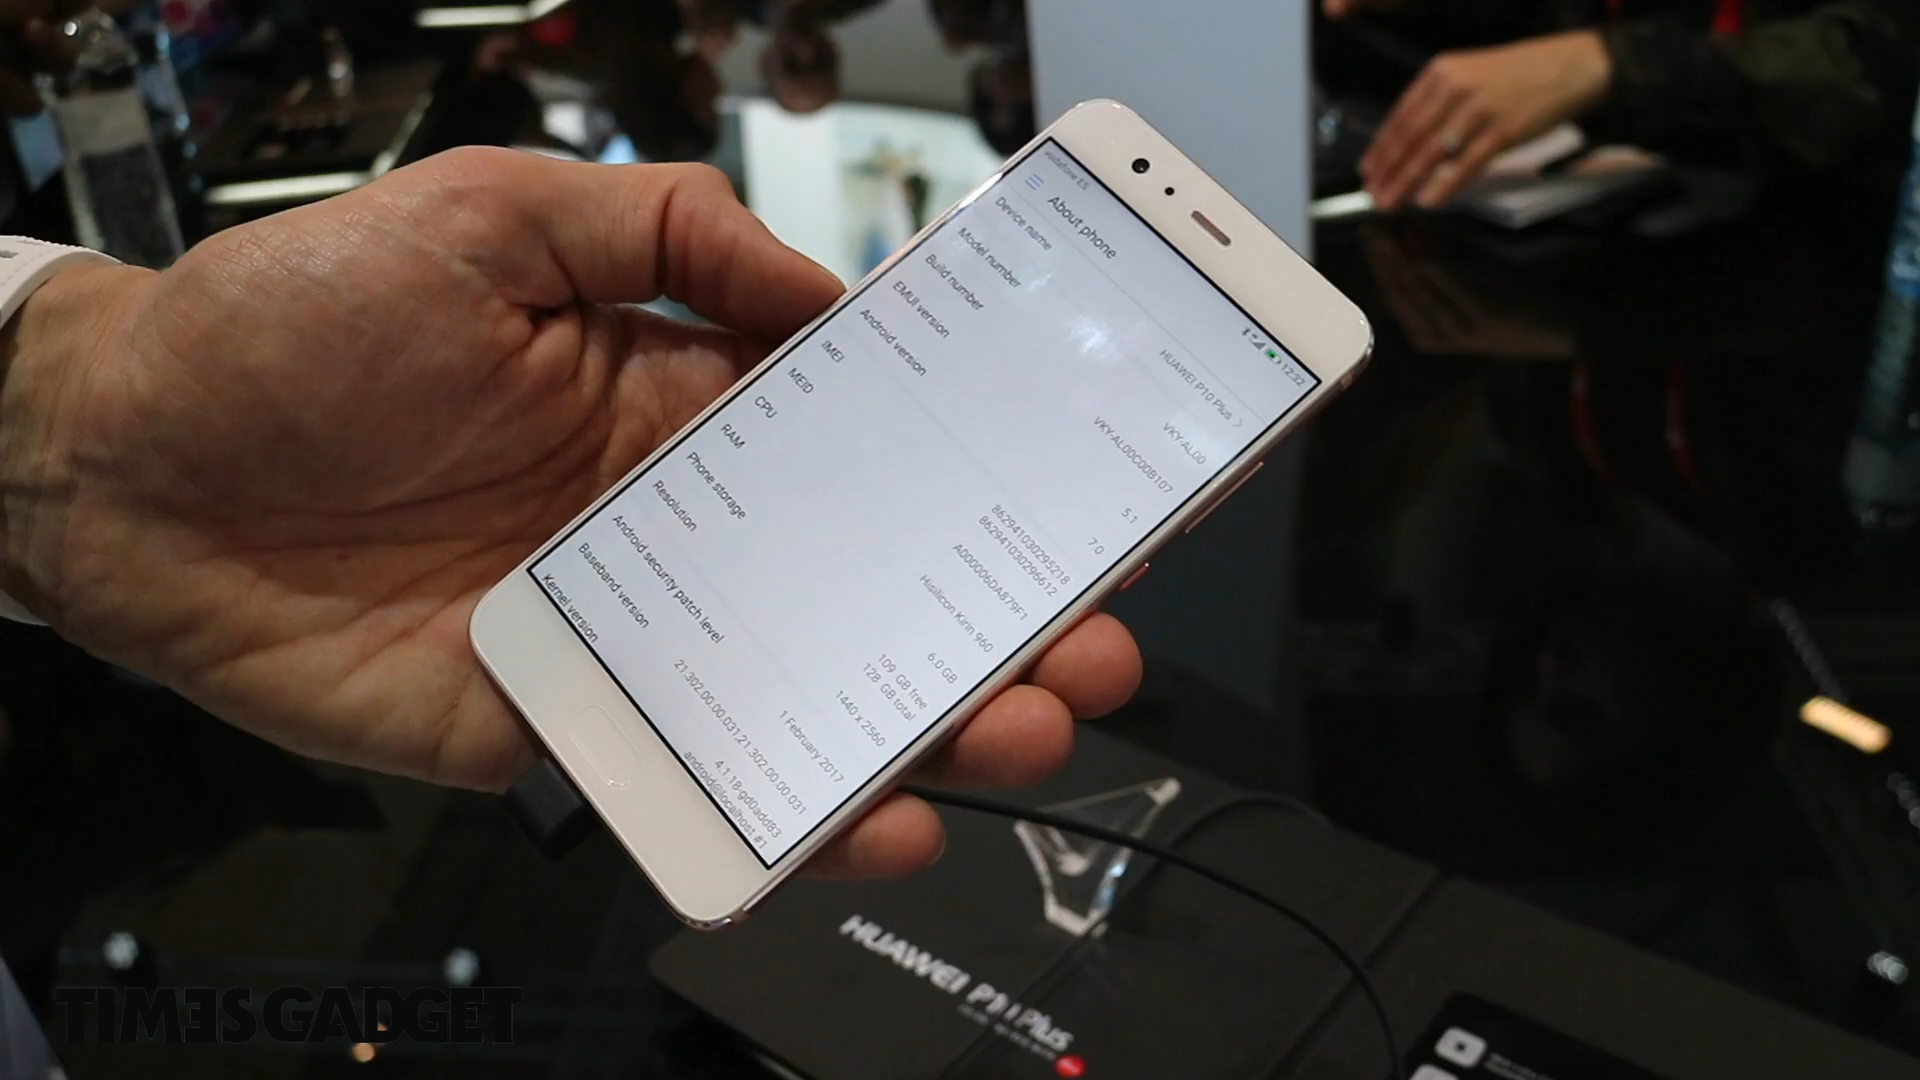 vodafone ES
12:32
About phone
Device name HUAWEI P10 Plus
Model number VKY-AL00
Build number VKY-AL00C00B107
EMUI version 5.1
Android version 7.0
IMEI 862941030295218
862941030296612
MEID A000006DA879F1
CPU Hisilicon Kirin 960
RAM 6.0 GB
Phone storage 109 GB free
128 GB total
Resolution 1440 x 2560
Android security patch level 1 February 2017
Baseband version 21.302.00.00.031,21.302.00.00.031
Kernel version 4.1.18-gd0add83
android@localhost #1
HUAWEI P10 Plus
TIMES GADGET